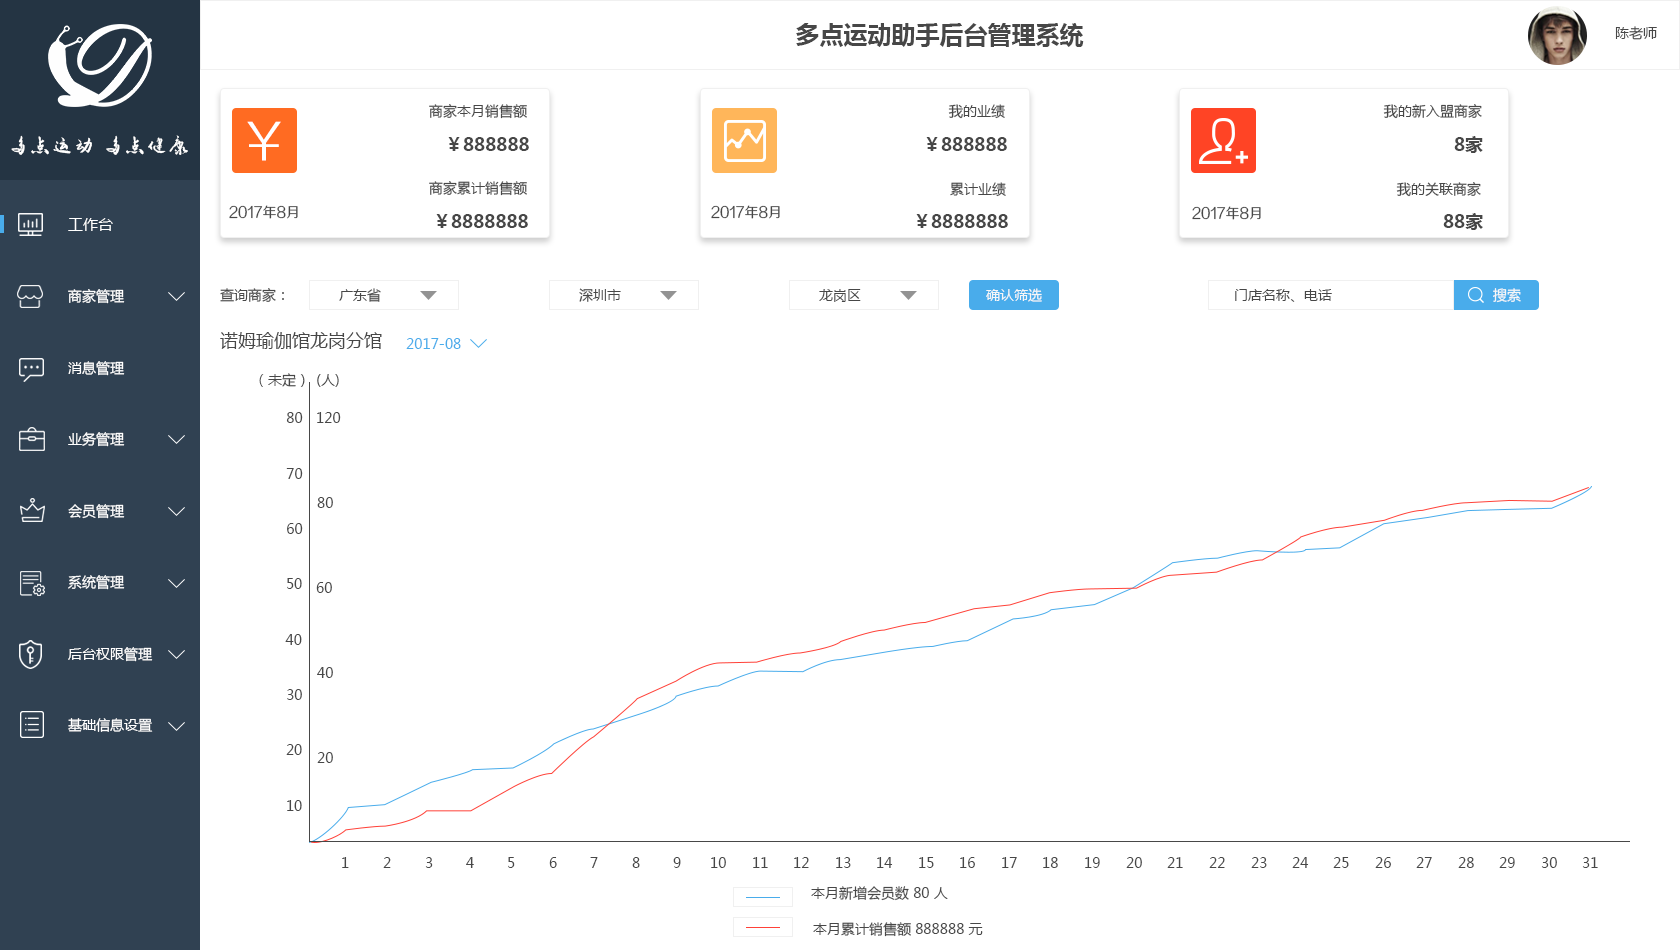 多点运动助手后台管理系统
陈老师
多点运动 多点健康
工作台
商家管理
消息管理
业务管理
会员管理
系统管理
后台权限管理
基础信息设置
商家本月销售额
¥ 888888
商家累计销售额
2017年8月
¥ 8888888
我的业绩
¥ 888888
累计业绩
2017年8月
¥ 8888888
我的新入盟商家
8家
我的关联商家
2017年8月
88家
查询商家： 广东省 深圳市 龙岗区 确认筛选 门店名称、电话 搜索
诺姆瑜伽馆龙岗分馆 2017-08
（未定） (人)
80 120
70
80
60
50 60
40
40
30
20
20
10
1 2 3 4 5 6 7 8 9 10 11 12 13 14 15 16 17 18 19 20 21 22 23 24 25 26 27 28 29 30 31
本月新增会员数 80 人
本月累计销售额 888888 元